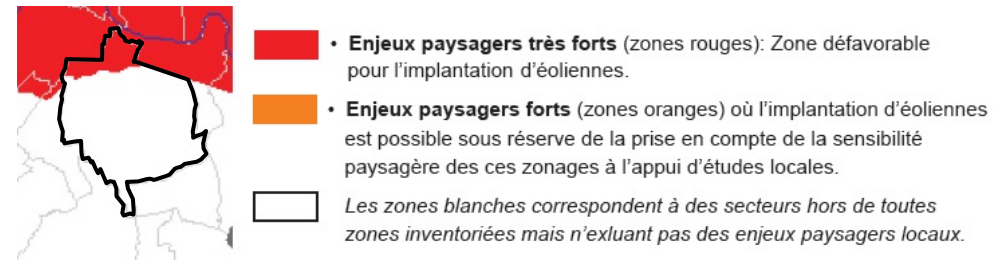 • Enjeux paysagers très forts (zones rouges): Zone défavorable
pour l'implantation d'éoliennes.
• Enjeux paysagers forts (zones oranges) où l'implantation d'éoliennes
est possible sous réserve de la prise en compte de la sensibilité
paysagère des ces zonages à l'appui d'études locales.
Les zones blanches correspondent à des secteurs hors de toutes
zones inventoriées mais n'exluant pas des enjeux paysagers locaux.